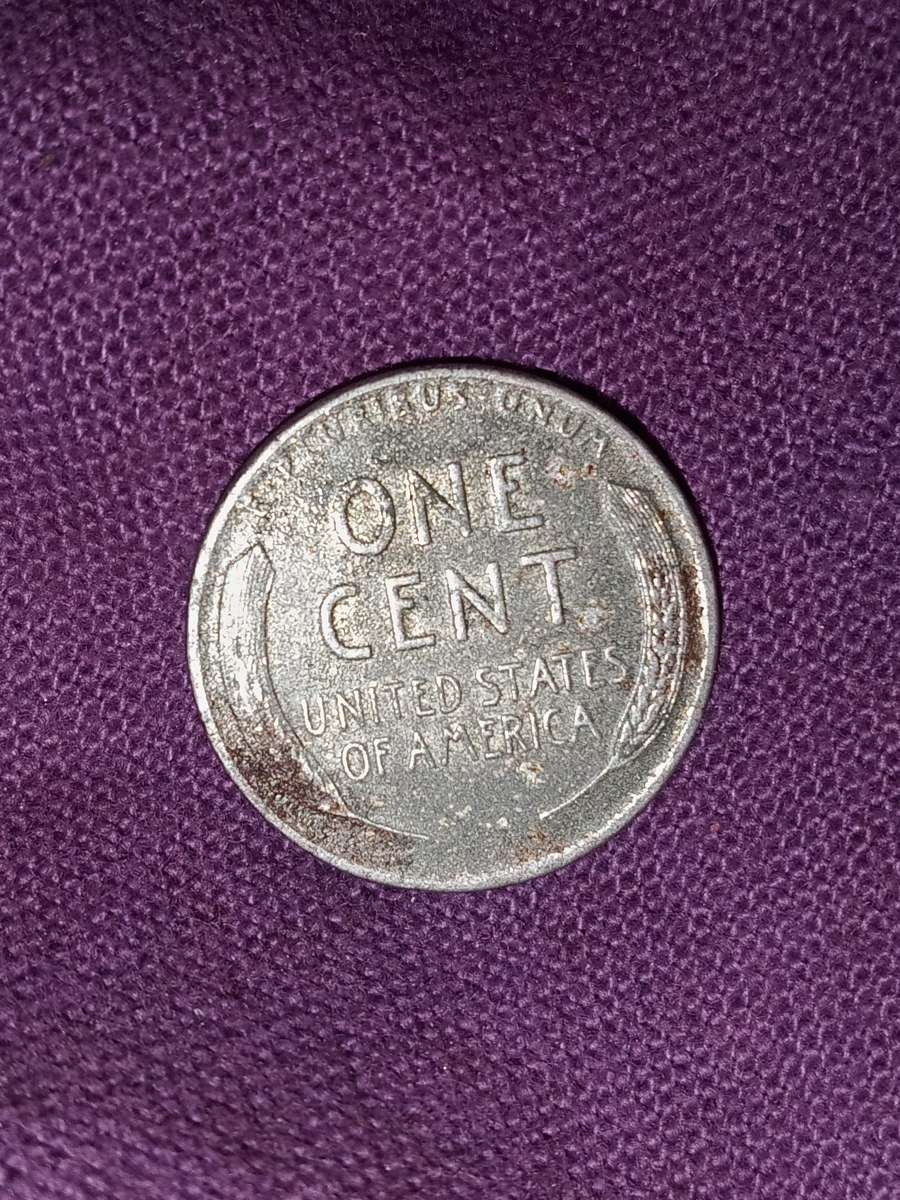 E PLURIBUS UNUM
ONE
CENT
UNITED STATES
OF AMERICA